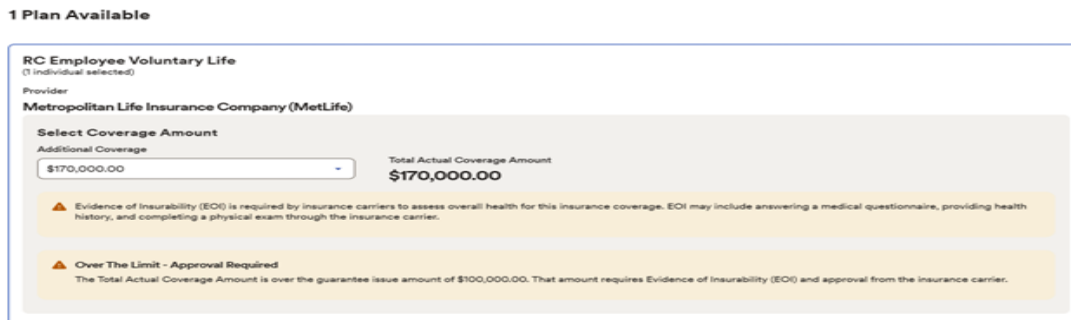 1 Plan Available
RC Employee Voluntary Life
(1 individual selected)
Provider
Metropolitan Life Insurance Company (MetLife)
Select Coverage Amount
Additional Coverage
$170,000.00
Total Actual Coverage Amount
$170,000.00
Evidence of Insurability (EOI) is required by insurance carriers to assess overall health for this insurance coverage. EOI may include answering a medical questionnaire, providing health
history, and completing a physical exam through the insurance carrier.
Over The Limit - Approval Required
The Total Actual Coverage Amount is over the guarantee issue amount of $100,000.00. That amount requires Evidence of Insurability (EOI) and approval from the insurance carrier.